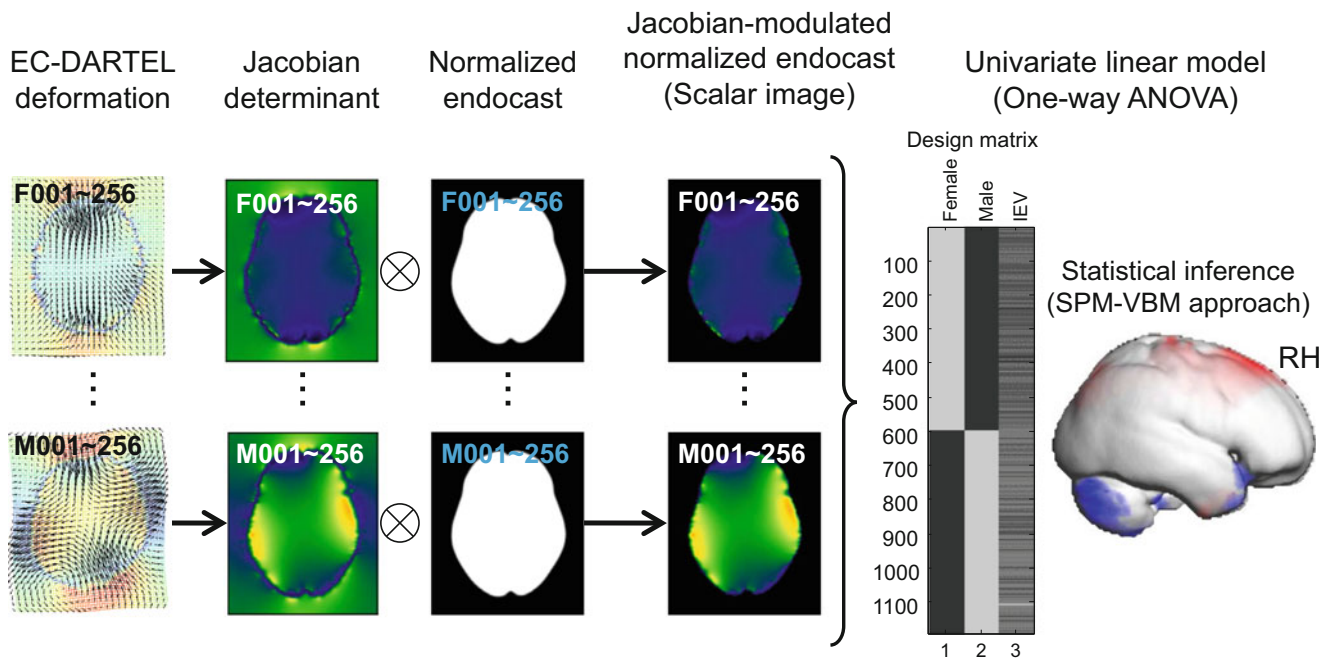 EC-DARTEL
deformation
Jacobian
determinant
Normalized
endocast
Jacobian-modulated
normalized endocast
(Scalar image)
Univariate linear model
(One-way ANOVA)
Design matrix
Female
Male
IEV
F001~256
F001~256
F001~256
F001~256
M001~256
M001~256
M001~256
M001~256
100
200
300
400
500
600
700
800
900
1000
1100
1
2
3
Statistical inference
(SPM-VBM approach)
RH